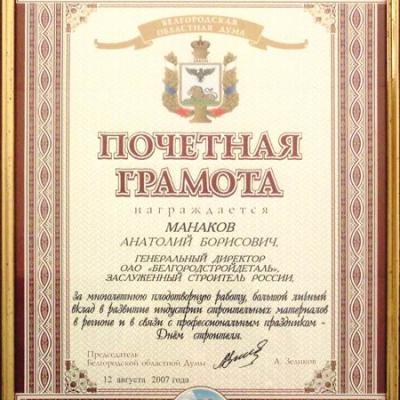 БЕЛГОРОДСКАЯ
ОБЛАСТНАЯ ДУМА
ПОЧЕТНАЯ
ГРАМОТА
награждается
МАНАКОВ
АНАТОЛИЙ БОРИСОВИЧ,
ГЕНЕРАЛЬНЫЙ ДИРЕКТОР
ОАО «БЕЛГОРОДСТРОЙДЕТАЛЬ»,
ЗАСЛУЖЕННЫЙ СТРОИТЕЛЬ РОССИИ,
За многолетнюю плодотворную работу, большой личный
вклад в развитие индустрии строительных материалов
в регионе и в связи с профессиональным праздником -
Днём строителя.
Председатель
Белгородской областной Думы
А. Зеликов
12 августа 2007 года